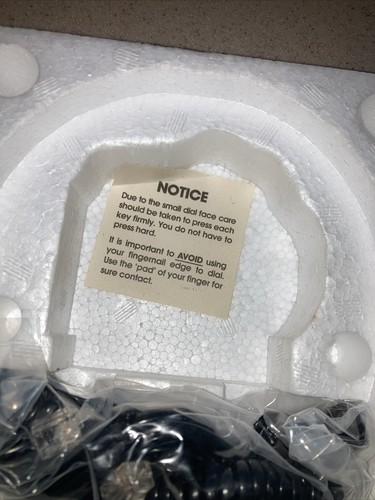 NOTICE
Due to the small dial face care
should be taken to press each
key firmly. You do not have to
press hard.
It is important to AVOID using
your fingernail edge to dial.
Use the 'pad' of your finger for
sure contact.